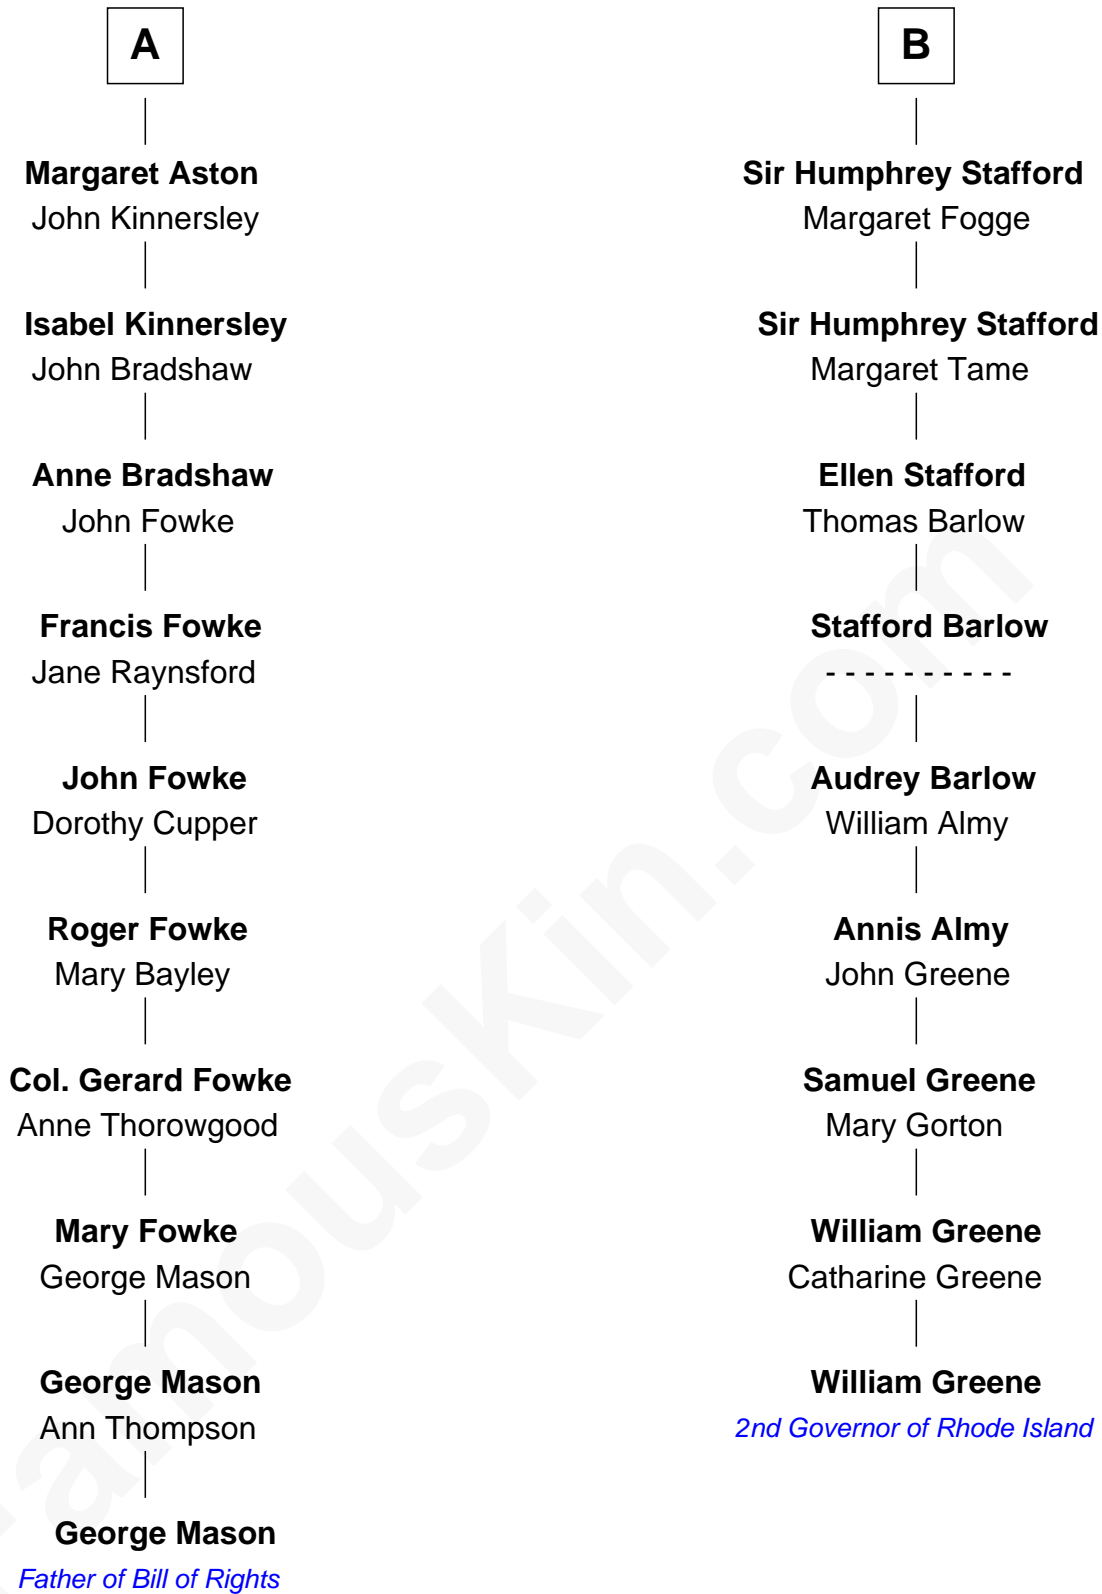 A
Margaret Aston
John Kinnersley
Isabel Kinnersley
John Bradshaw
Anne Bradshaw
John Fowke
Francis Fowke
Jane Raynsford
John Fowke
Dorothy Cupper
Roger Fowke
Mary Bayley
Col. Gerard Fowke
Anne Thorowgood
Mary Fowke
George Mason
George Mason
Ann Thompson
George Mason
Father of Bill of Rights
B
Sir Humphrey Stafford
Margaret Fogge
Sir Humphrey Stafford
Margaret Tame
Ellen Stafford
Thomas Barlow
Stafford Barlow
- - - - - - - - - -
Audrey Barlow
William Almy
Annis Almy
John Greene
Samuel Greene
Mary Gorton
William Greene
Catharine Greene
William Greene
2nd Governor of Rhode Island
FamousKin.com